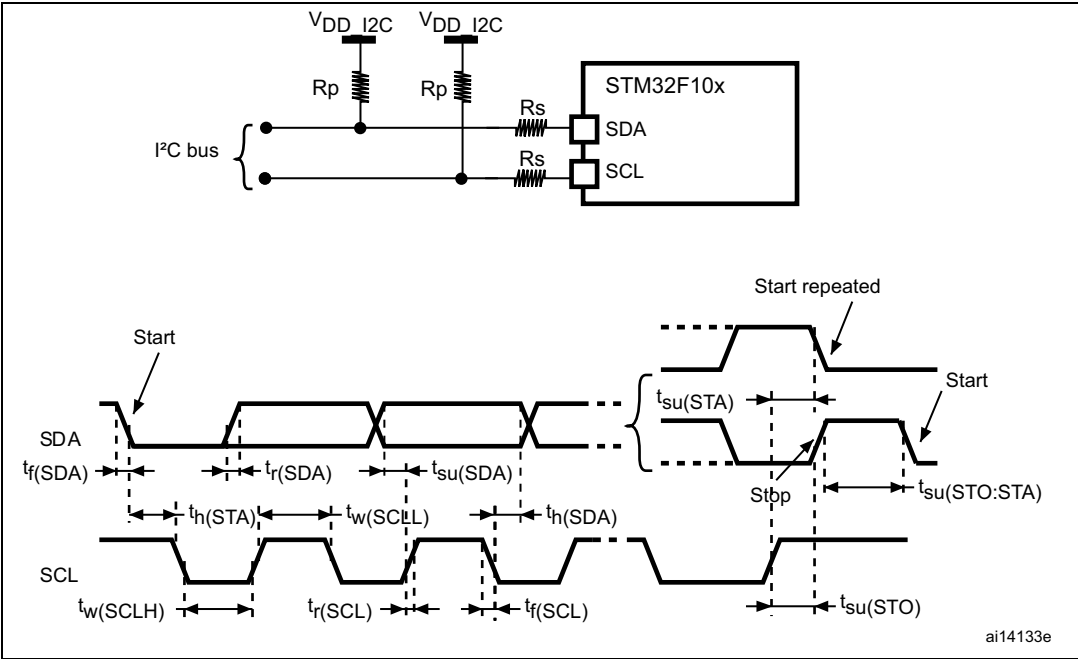 VDD_I2C VDD_I2C
Rp Rp
STM32F10x
Rs
SDA
I²C bus
Rs
SCL
Start repeated
Start
Start
tsu(STA)
SDA
tf(SDA) tr(SDA) tsu(SDA)
Stop
tsu(STO:STA)
th(STA) tw(SCLL) th(SDA)
SCL
tw(SCLH) tr(SCL) tf(SCL) tsu(STO)
ai14133e